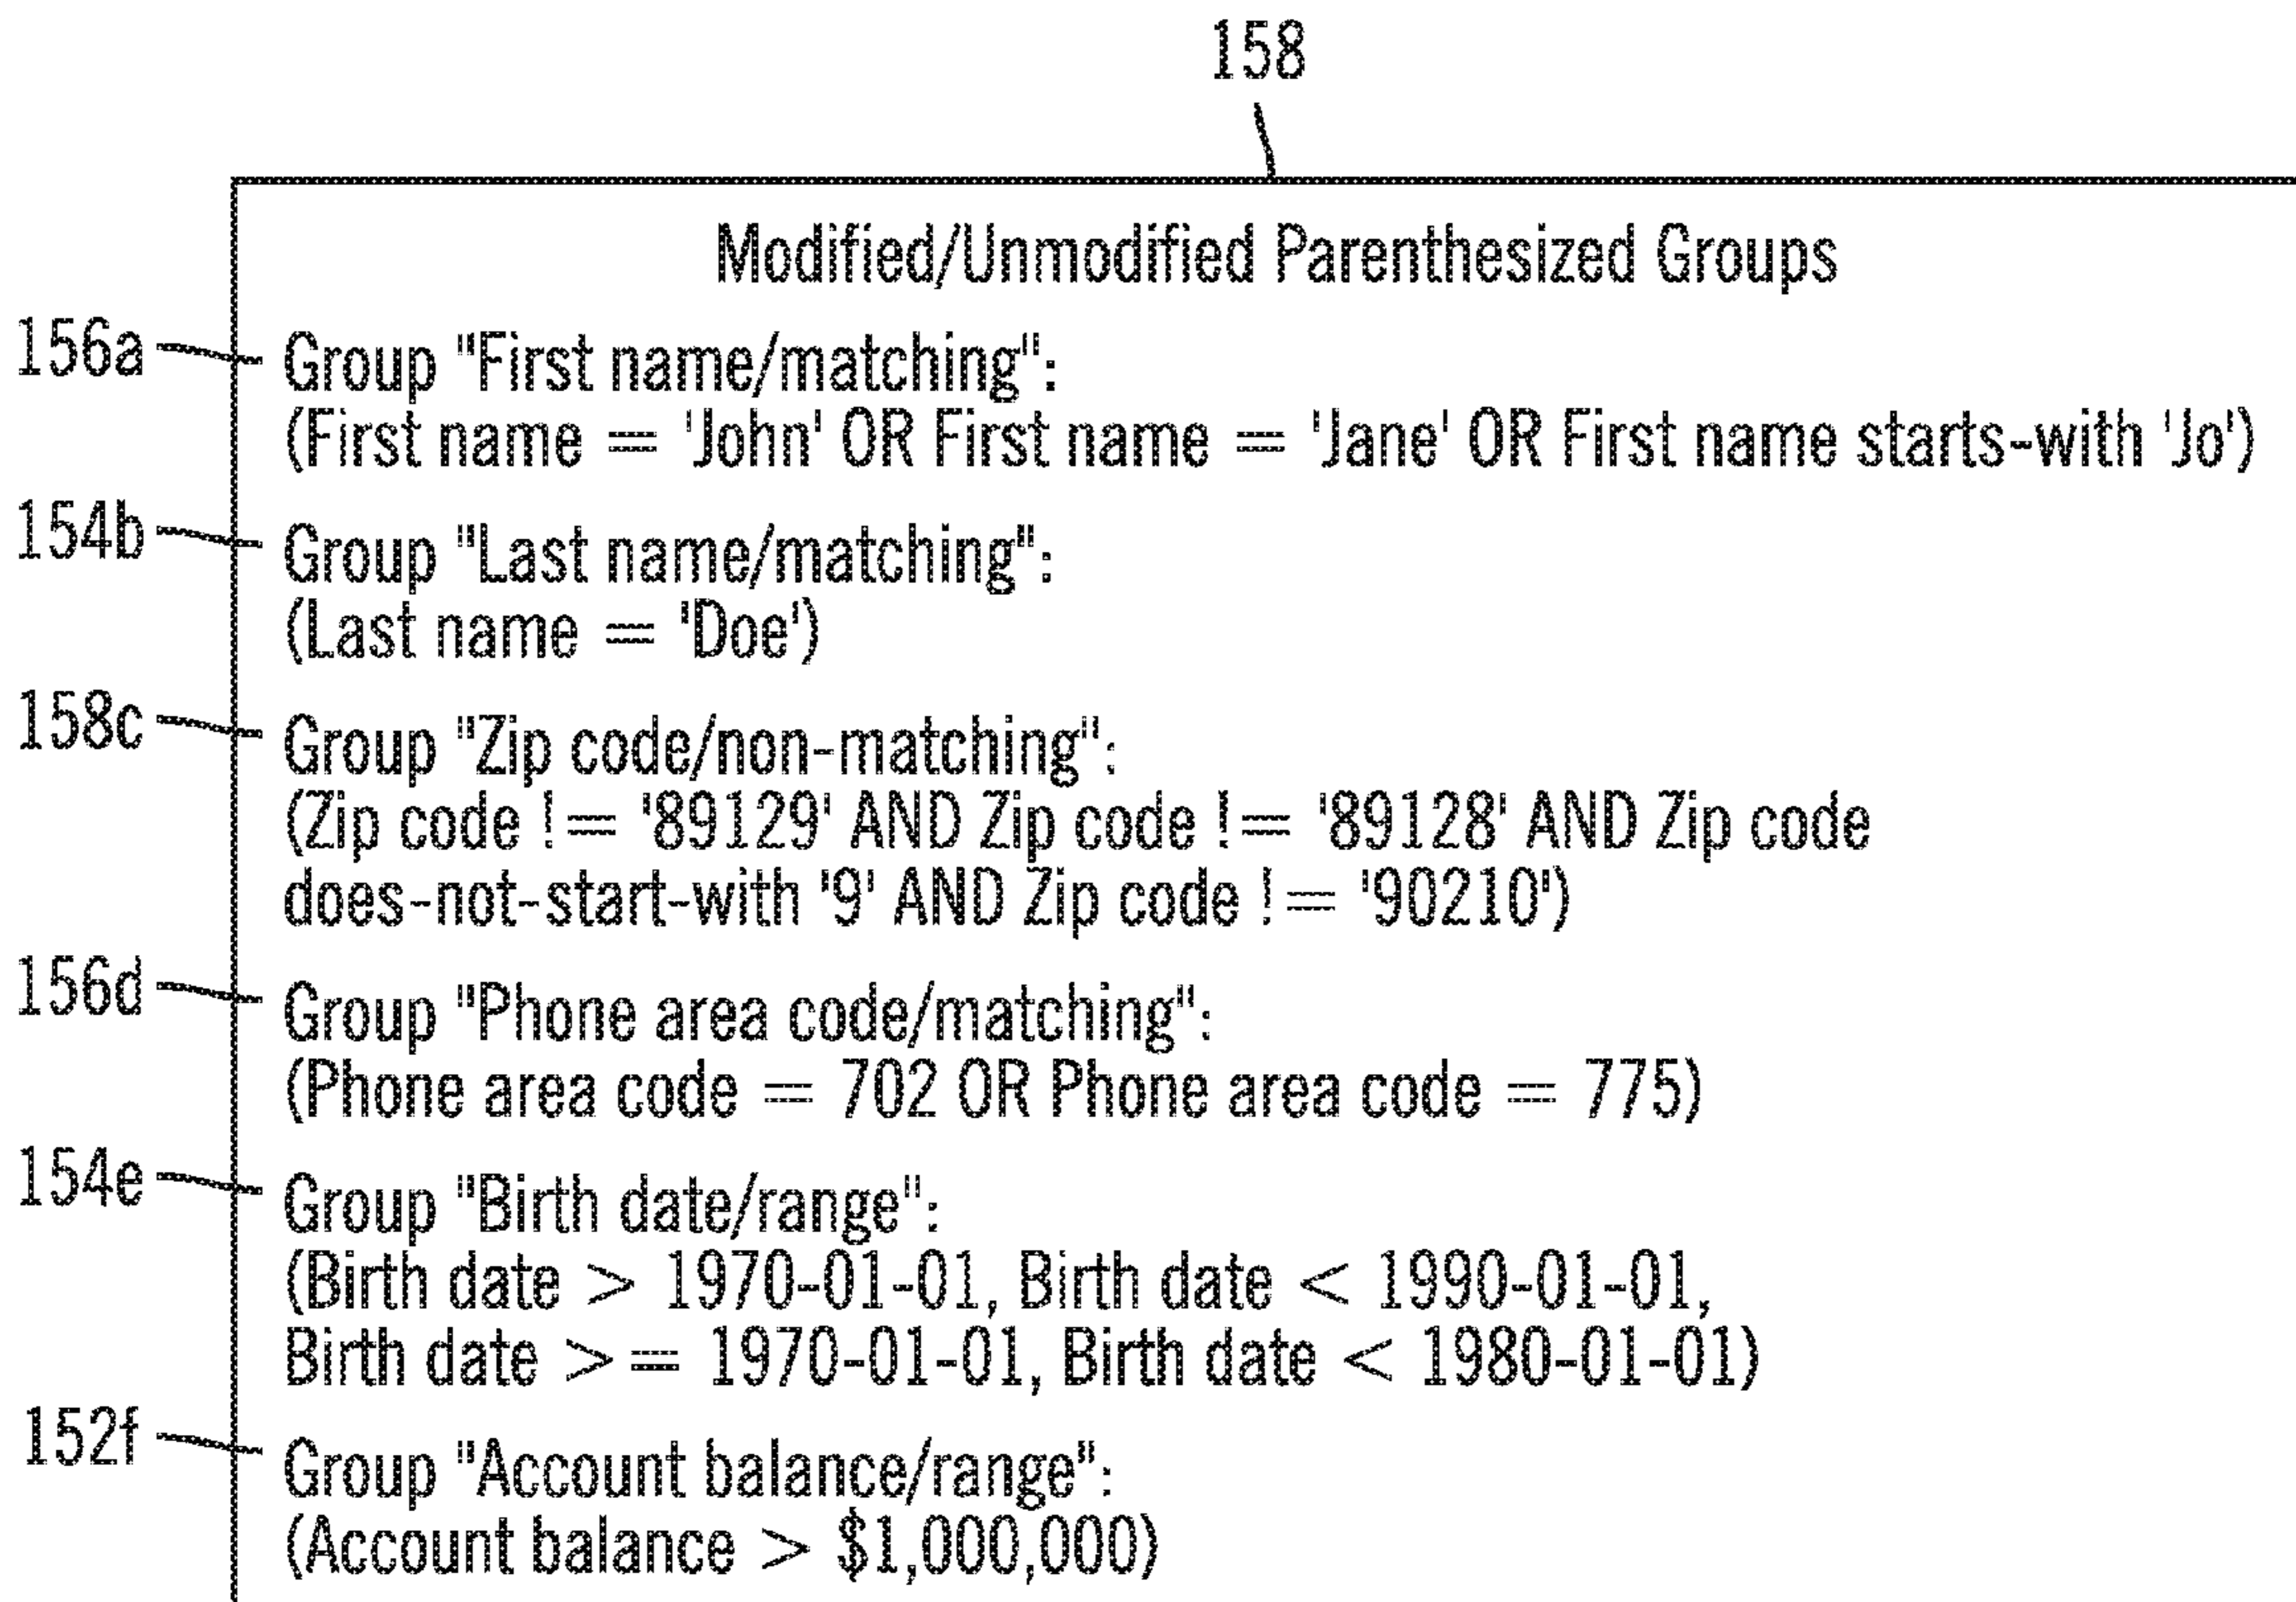 158
Modified/Unmodified Parenthesized Groups
156a
Group "First name/matching":
(First name == 'John' OR First name == 'Jane' OR First name starts-with 'Jo')
154b
Group "Last name/matching":
(Last name == 'Doe')
158c
Group "Zip code/non-matching":
(Zip code !== '89129' AND Zip code !== '89128' AND Zip code
does-not-start-with '9' AND Zip code !== '90210')
156d
Group "Phone area code/matching":
(Phone area code == 702 OR Phone area code == 775)
154e
Group "Birth date/range":
(Birth date > 1970-01-01, Birth date < 1990-01-01,
Birth date >= 1970-01-01, Birth date < 1980-01-01)
152f
Group "Account balance/range":
(Account balance > $1,000,000)